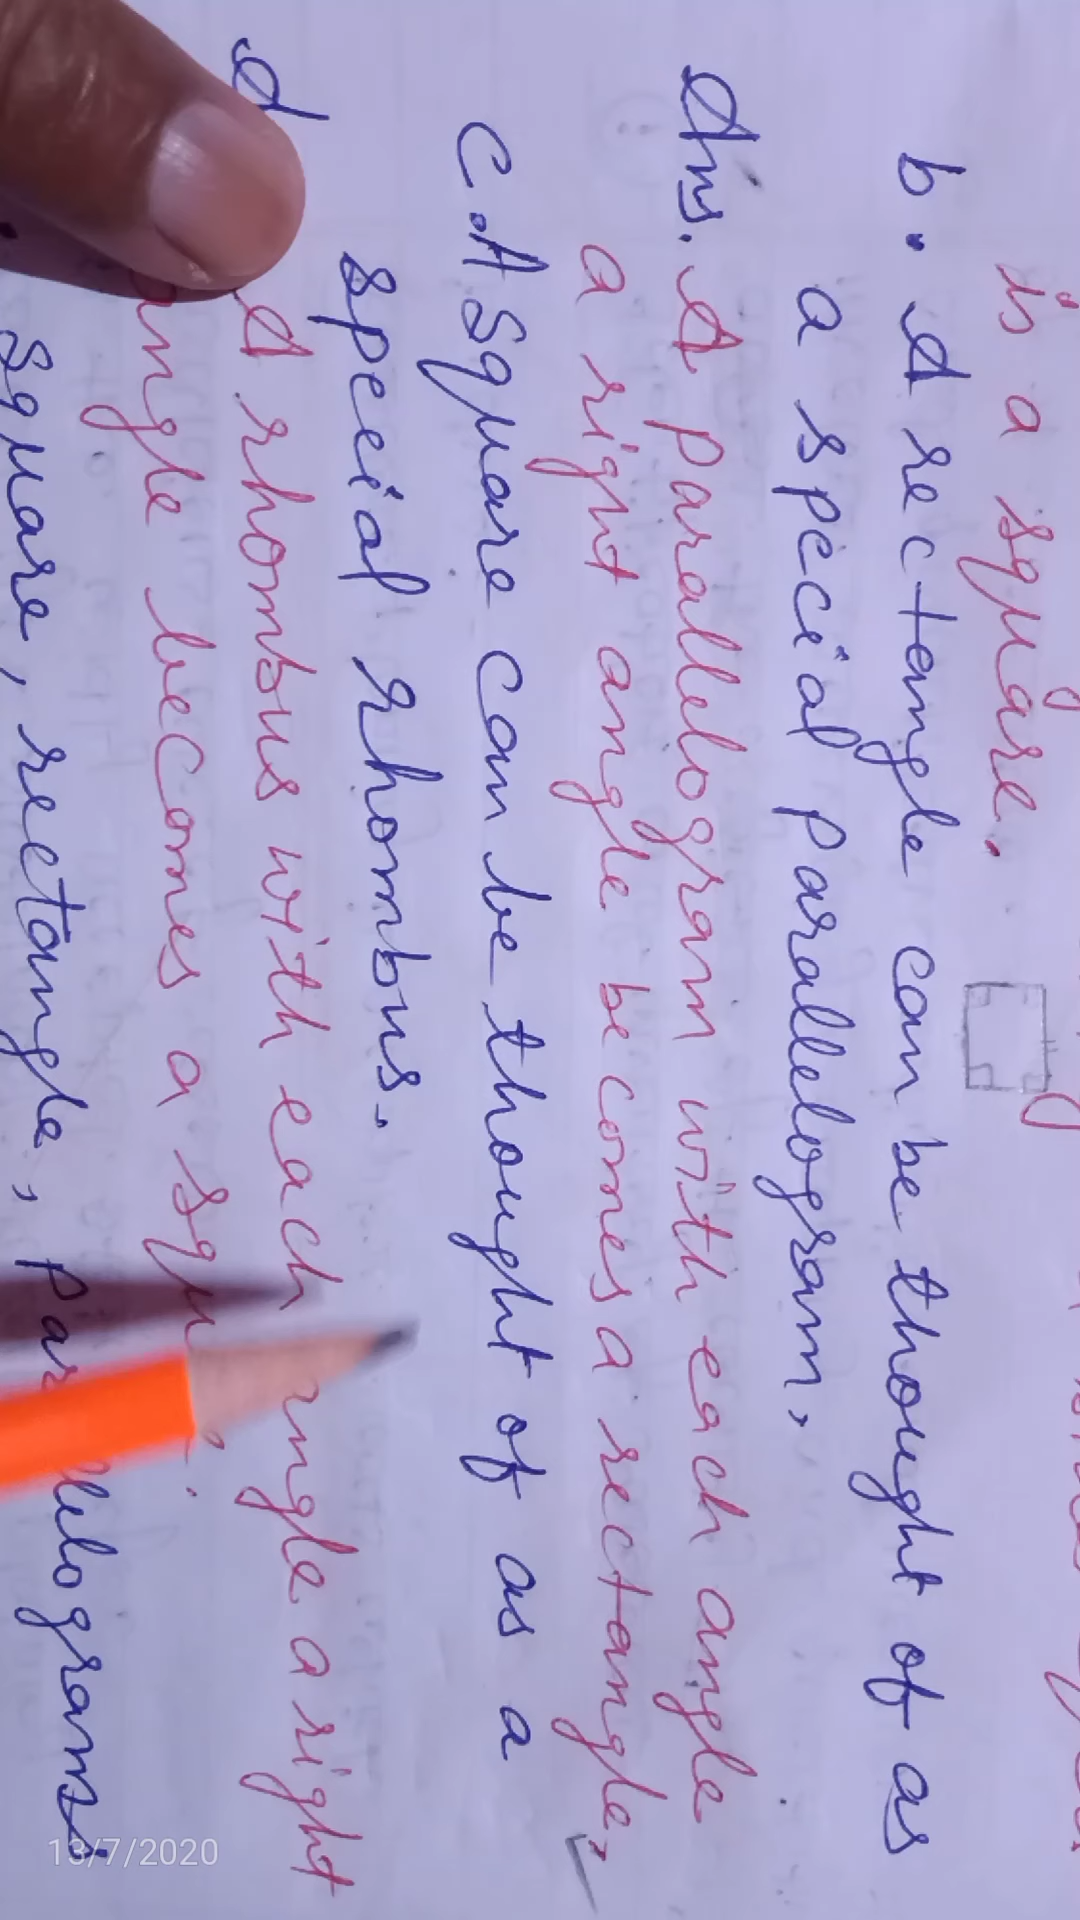 is a square.
b. A rectangle can be thought of as
a special parallelogram.
Ans. A parallelogram with each angle
a right angle becomes a rectangle,
C. A Square can be thought of as a
special rhombus.
A rhombus with each angle a right
angle becomes a
Square, rectangle, parallelograms
13/7/2020